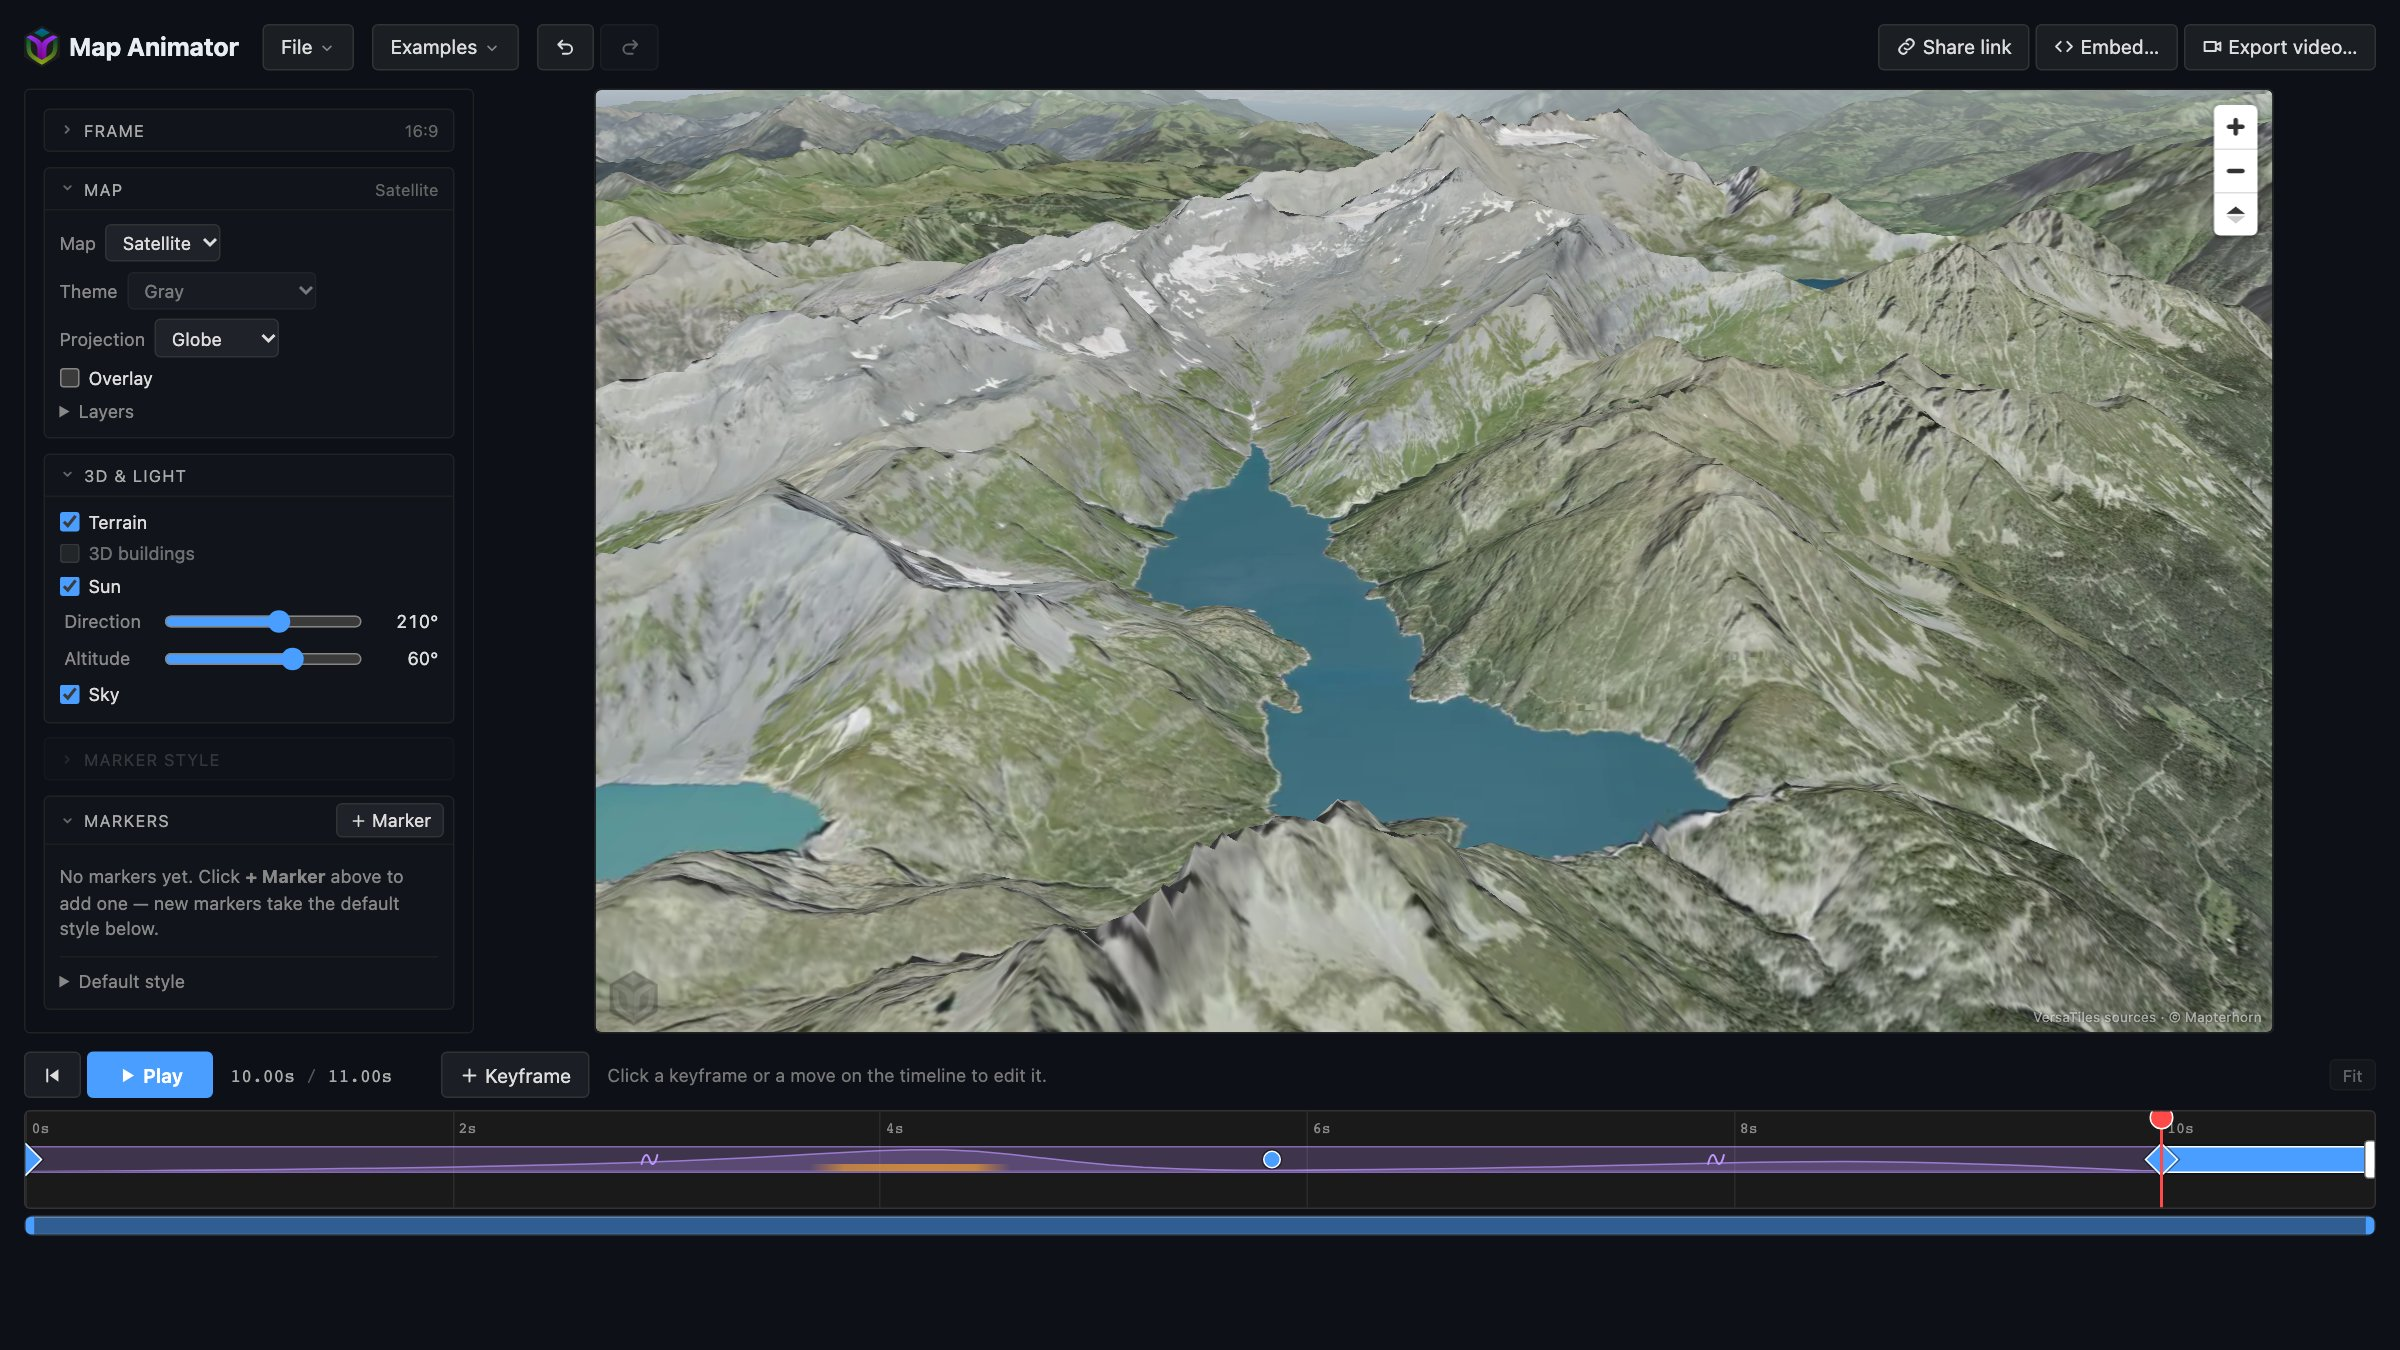 Map Animator
File
Examples
Share link
Embed...
Export video...
FRAME 16:9
MAP Satellite
Map Satellite
Theme Gray
Projection Globe
Overlay
Layers
3D & LIGHT
Terrain
3D buildings
Sun
Direction 210°
Altitude 60°
Sky
MARKER STYLE
MARKERS + Marker
No markers yet. Click + Marker above to
add one — new markers take the default
style below.
Default style
VersaTiles sources · © Mapterhorn
Play 10.00s / 11.00s + Keyframe Click a keyframe or a move on the timeline to edit it. Fit
0s 2s 4s 6s 8s 10s